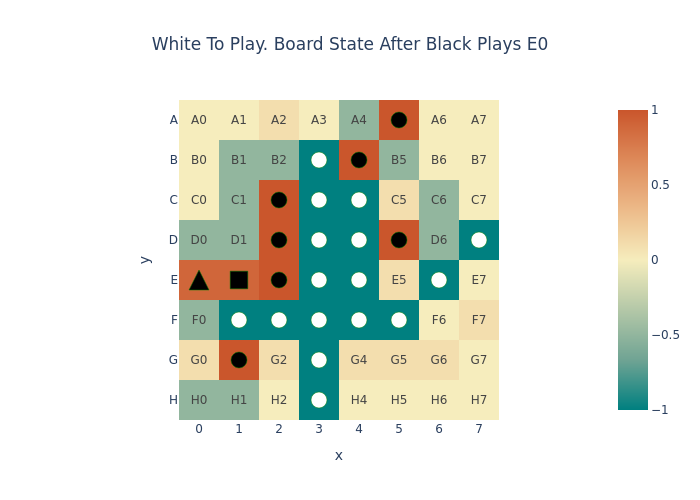 White To Play. Board State After Black Plays E0
A A0 A1 A2 A3 A4 A6 A7
B B0 B1 B2 B5 B6 B7
C C0 C1 C5 C6 C7
D D0 D1 D6
E E5 E7
F F0 F6 F7
G G0 G2 G4 G5 G6 G7
H H0 H1 H2 H4 H5 H6 H7
0 1 2 3 4 5 6 7
x
y
1
0.5
0
−0.5
−1